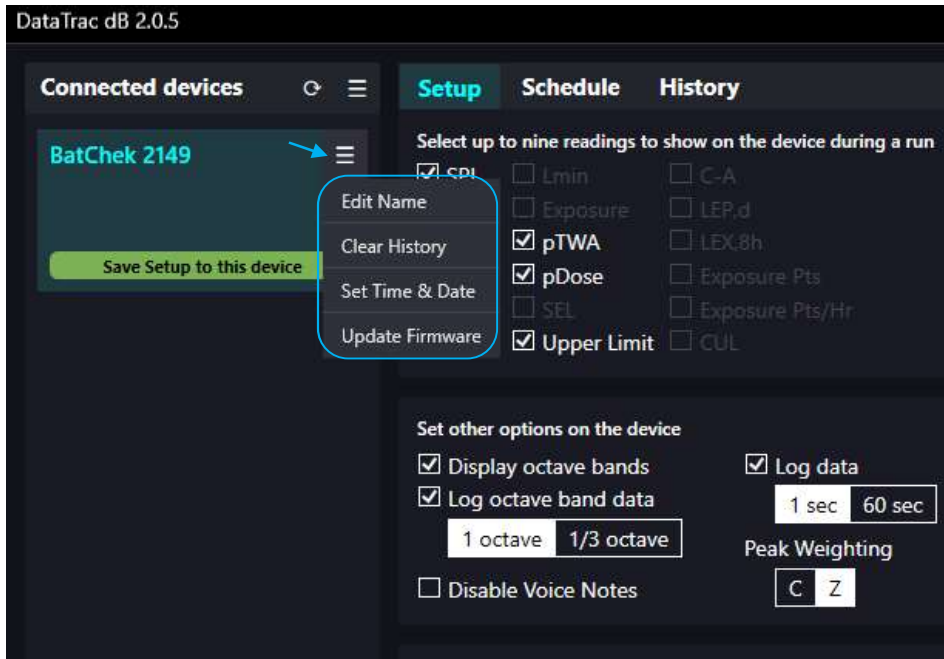 DataTrac dB 2.0.5
Connected devices
Setup Schedule History
BatChek 2149
Save Setup to this device
Edit Name
Clear History
Set Time & Date
Update Firmware
Select up to nine readings to show on the device during a run
SPL Lmin C-A
Exposure LEP,d
pTWA LEX,8h
pDose Exposure Pts
SEL Exposure Pts/Hr
Upper Limit CUL
Set other options on the device
Display octave bands Log data
Log octave band data 1 sec 60 sec
1 octave 1/3 octave Peak Weighting
Disable Voice Notes C Z